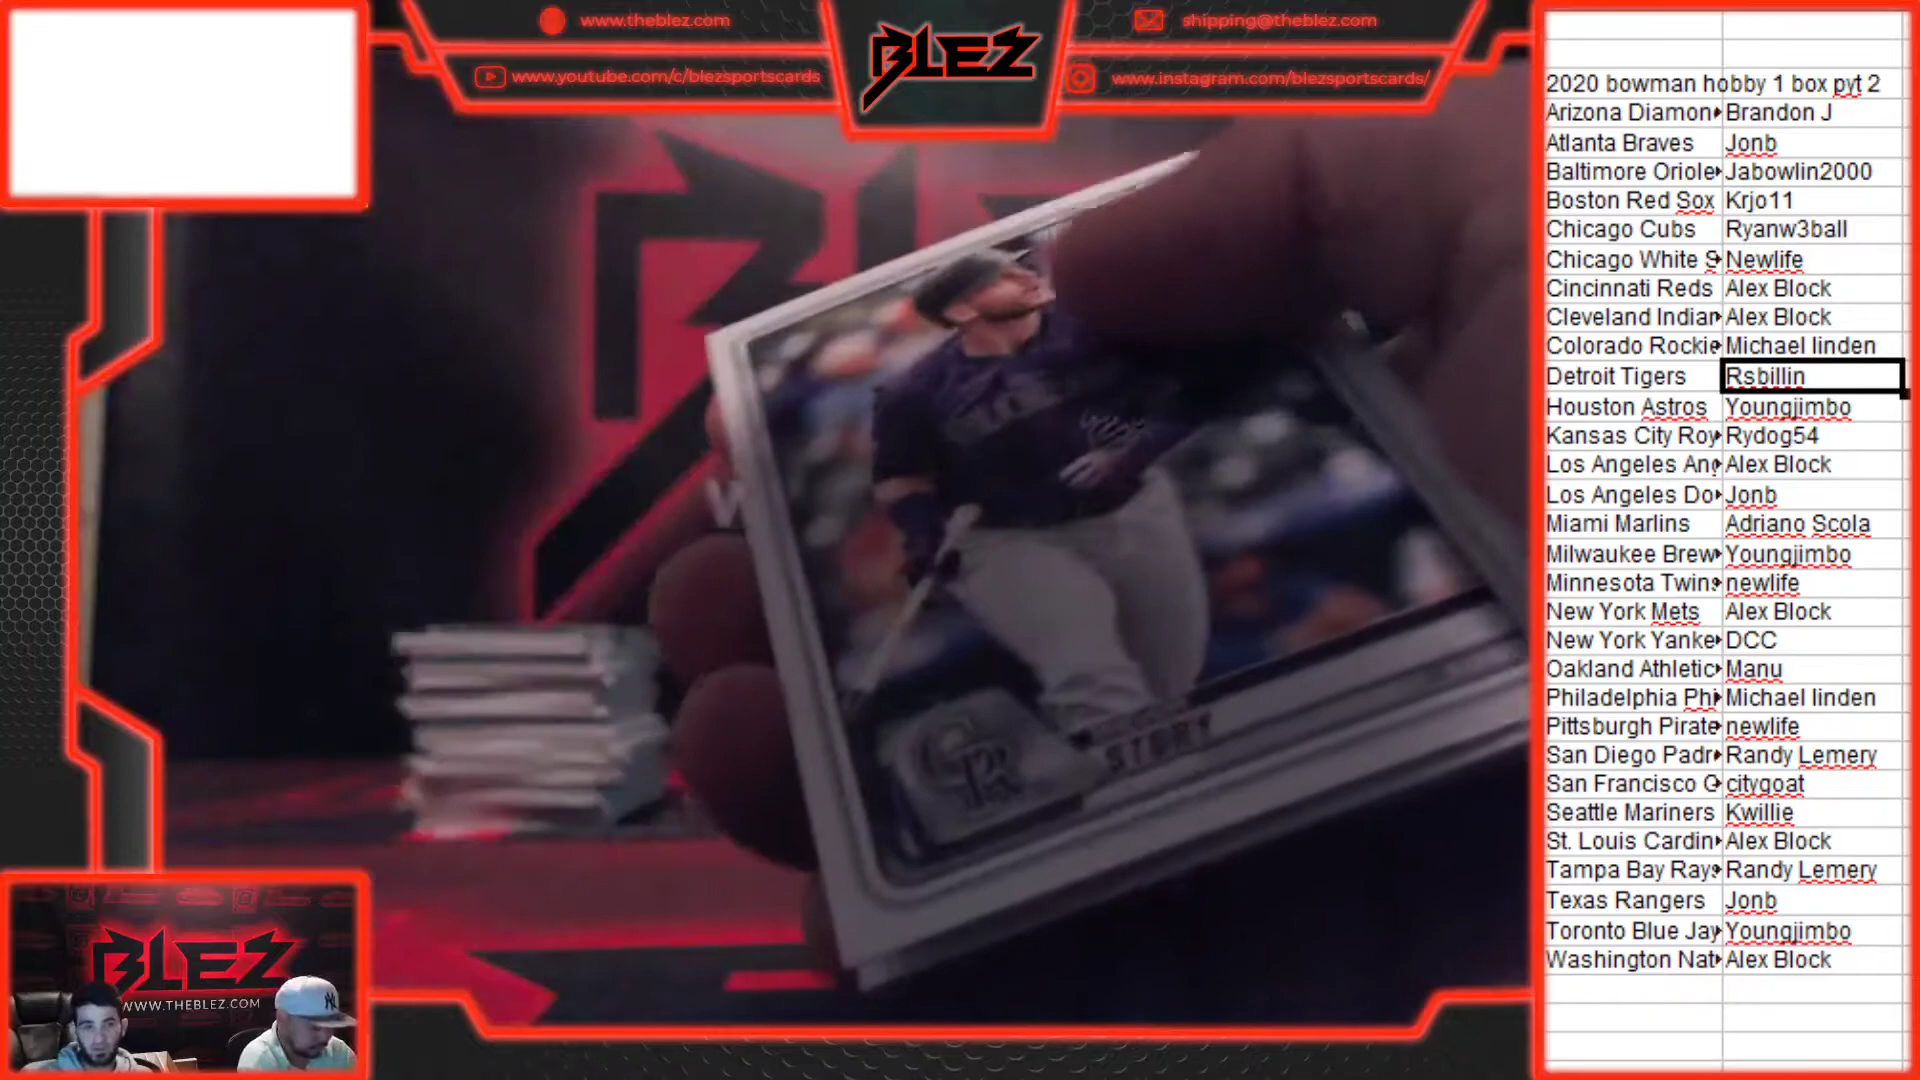 www.theblez.com
shipping@theblez.com
BLEZ
www.youtube.com/c/blezsportscards
www.instagram.com/blezsportscards/
2020 bowman hobby 1 box pyt 2
Arizona Diamon Brandon J
Atlanta Braves Jonb
Baltimore Oriole Jabowlin2000
Boston Red Sox Krjo11
Chicago Cubs Ryanw3ball
Chicago White S Newlife
Cincinnati Reds Alex Block
Cleveland Indian Alex Block
Colorado Rockie Michael linden
Detroit Tigers Rsbillin
Houston Astros Youngjimbo
Kansas City Roy Rydog54
Los Angeles Ang Alex Block
Los Angeles Do Jonb
Miami Marlins Adriano Scola
Milwaukee Brew Youngjimbo
Minnesota Twins newlife
New York Mets Alex Block
New York Yanke DCC
Oakland Athletic Manu
Philadelphia Phi Michael linden
Pittsburgh Pirate newlife
San Diego Padr Randy Lemery
San Francisco G citygoat
Seattle Mariners Kwillie
St. Louis Cardin Alex Block
Tampa Bay Rays Randy Lemery
Texas Rangers Jonb
Toronto Blue Jay Youngjimbo
Washington Nat Alex Block
STORY
CR
BLEZ
WWW.THEBLEZ.COM
NY